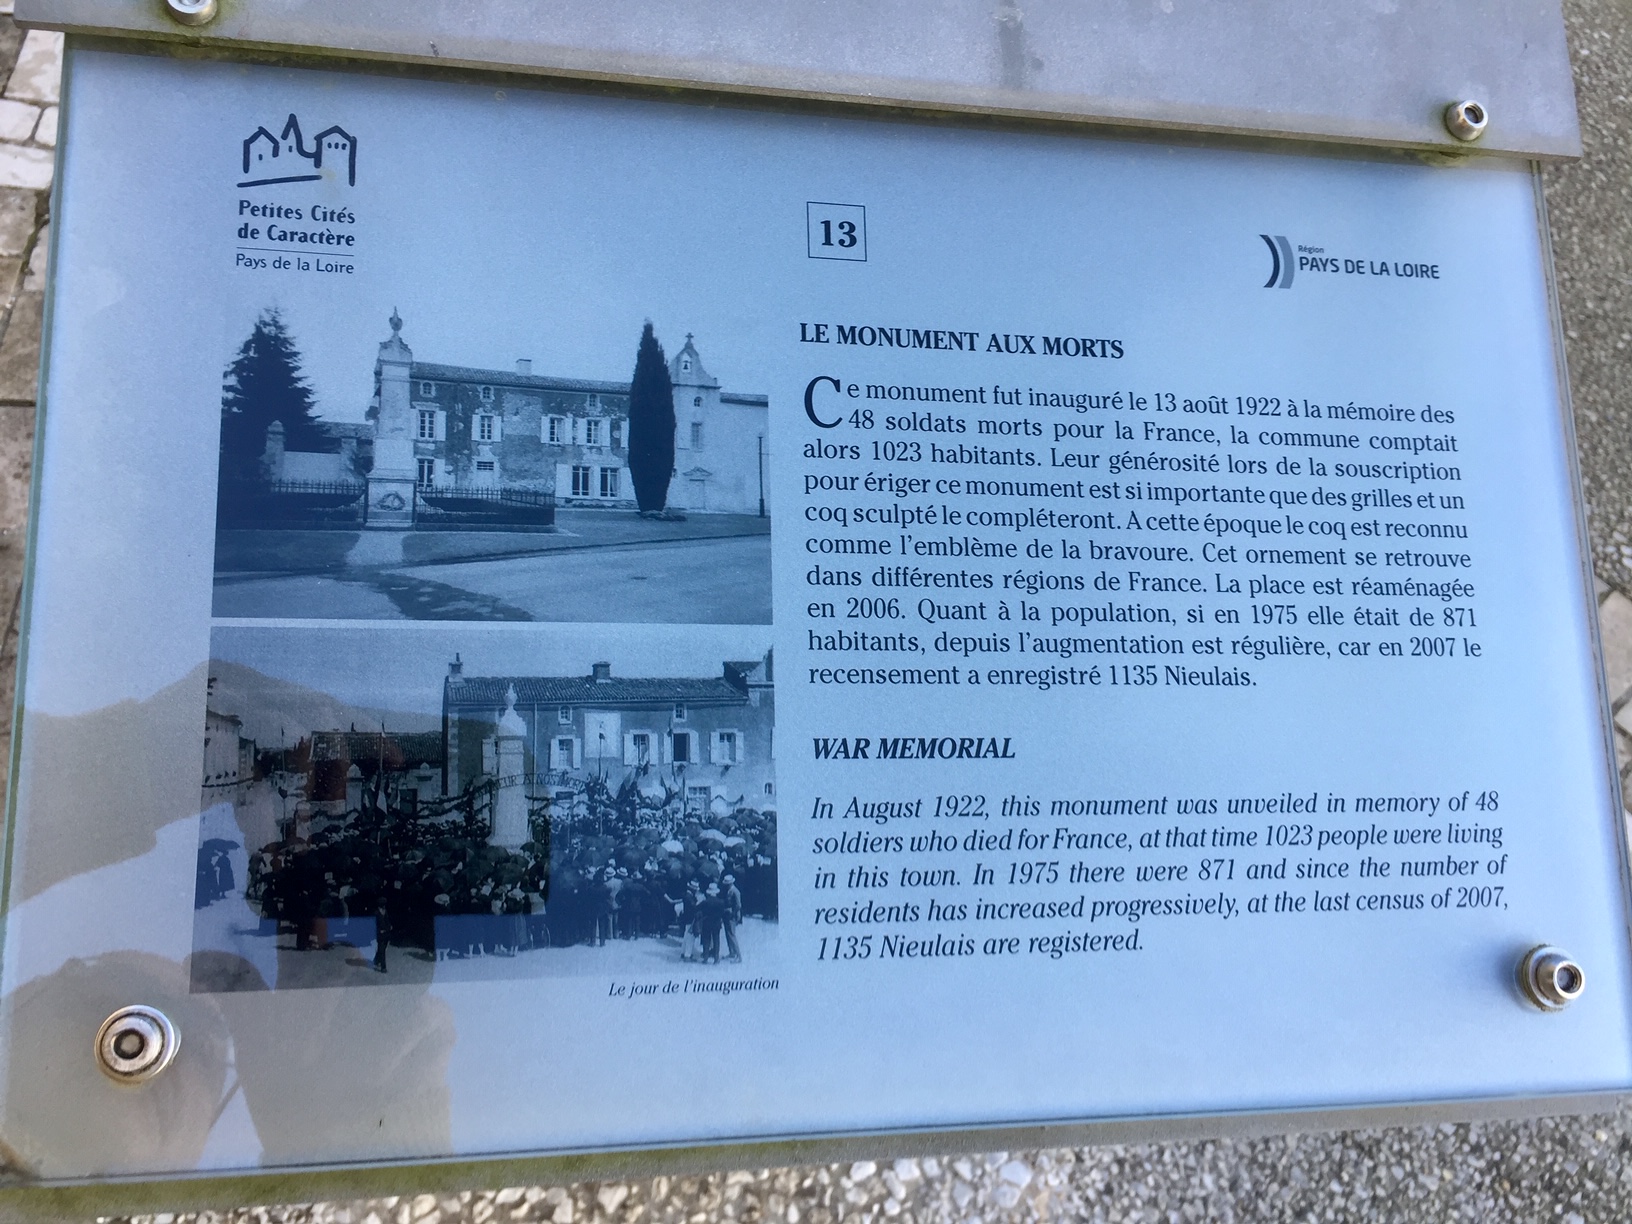 Petites Cités
de Caractère
Pays de la Loire
13
Région
PAYS DE LA LOIRE
LE MONUMENT AUX MORTS
Ce monument fut inauguré le 13 août 1922 à la mémoire des
48 soldats morts pour la France, la commune comptait
alors 1023 habitants. Leur générosité lors de la souscription
pour ériger ce monument est si importante que des grilles et un
coq sculpté le compléteront. A cette époque le coq est reconnu
comme l'emblème de la bravoure. Cet ornement se retrouve
dans différentes régions de France. La place est réaménagée
en 2006. Quant à la population, si en 1975 elle était de 871
habitants, depuis l'augmentation est régulière, car en 2007 le
recensement a enregistré 1135 Nieulais.
WAR MEMORIAL
In August 1922, this monument was unveiled in memory of 48
soldiers who died for France, at that time 1023 people were living
in this town. In 1975 there were 871 and since the number of
residents has increased progressively, at the last census of 2007,
1135 Nieulais are registered.
Le jour de l'inauguration